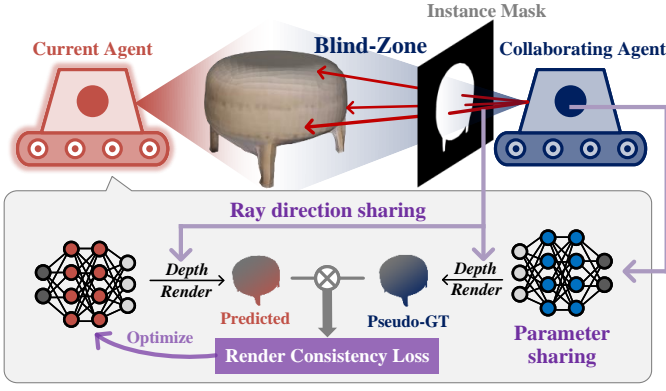 Instance Mask
Current Agent
Blind-Zone
Collaborating Agent
Ray direction sharing
Depth
Render
Depth
Render
Predicted
Pseudo-GT
Optimize
Render Consistency Loss
Parameter
sharing